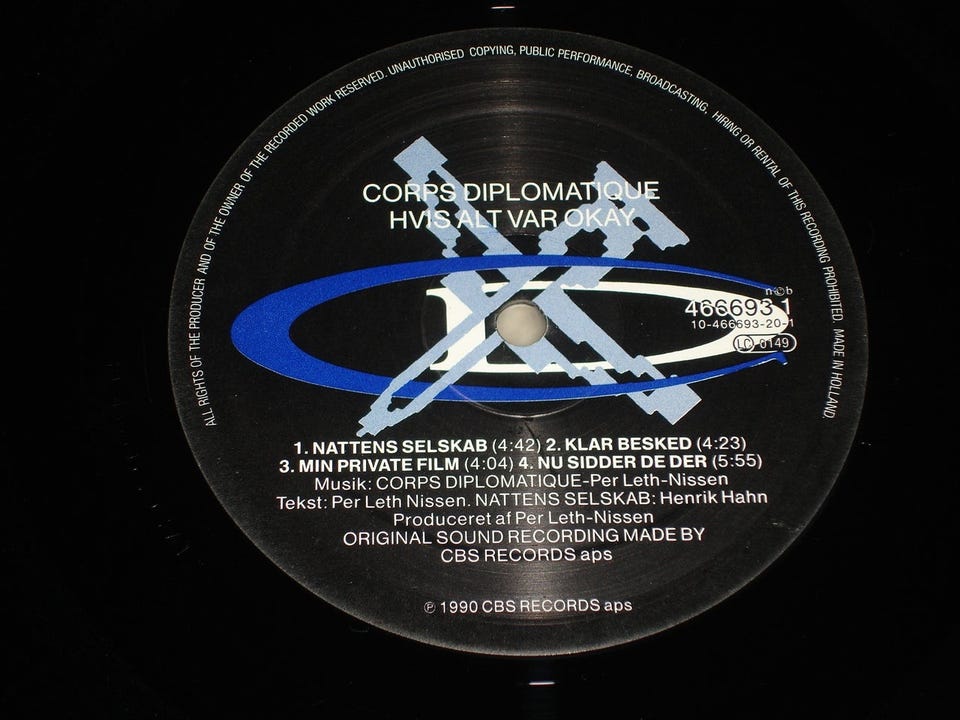 ALL RIGHTS OF THE PRODUCER AND OF THE OWNER OF THE RECORDED WORK RESERVED. UNAUTHORISED COPYING, PUBLIC PERFORMANCE, BROADCASTING, HIRING OR RENTAL OF THIS RECORDING PROHIBITED. MADE IN HOLLAND.
CORPS DIPLOMATIQUE
HVIS ALT VAR OKAY
n©b
466693 1
10-466693-20-1
LC 0149
1. NATTENS SELSKAB (4:42) 2. KLAR BESKED (4:23)
3. MIN PRIVATE FILM (4:04) 4. NU SIDDER DE DER (5:55)
Musik: CORPS DIPLOMATIQUE-Per Leth-Nissen
Tekst: Per Leth Nissen. NATTENS SELSKAB: Henrik Hahn
Produceret af Per Leth-Nissen
ORIGINAL SOUND RECORDING MADE BY
CBS RECORDS aps
℗ 1990 CBS RECORDS aps